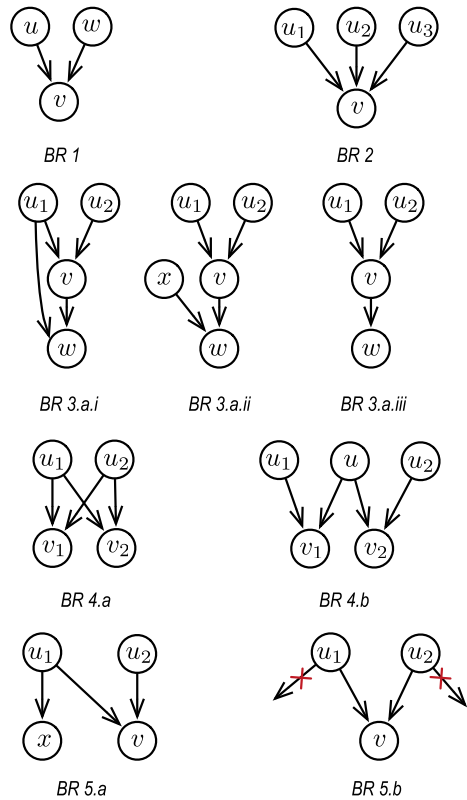 u w u₁ u₂ u₃
v v
BR 1 BR 2
u₁ u₂ u₁ u₂ u₁ u₂
v x v v
w w w
BR 3.a.i BR 3.a.ii BR 3.a.iii
u₁ u₂ u₁ u u₂
v₁ v₂ v₁ v₂
BR 4.a BR 4.b
u₁ u₂ u₁ u₂
x v v
BR 5.a BR 5.b